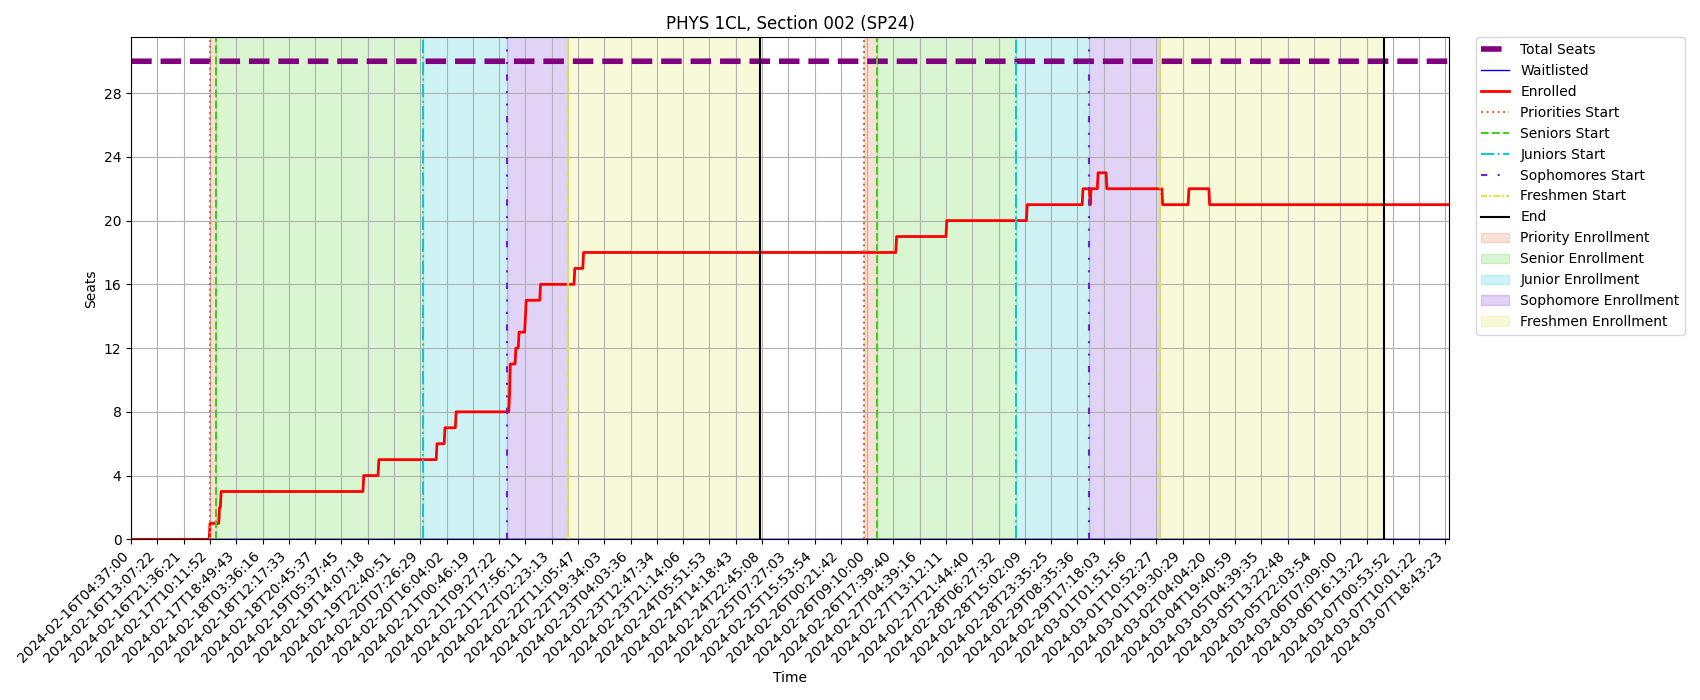 PHYS 1CL, Section 002 (SP24)
Seats
28
24
20
16
12
8
4
0
2024-02-16T04:37:00
2024-02-16T13:07:22
2024-02-16T21:36:21
2024-02-17T10:11:52
2024-02-17T18:49:43
2024-02-18T03:36:16
2024-02-18T12:17:33
2024-02-18T20:45:37
2024-02-19T05:37:45
2024-02-19T14:07:18
2024-02-19T22:40:51
2024-02-20T07:26:29
2024-02-20T16:04:02
2024-02-21T00:46:19
2024-02-21T09:27:22
2024-02-21T17:56:11
2024-02-22T02:23:13
2024-02-22T11:05:47
2024-02-22T19:34:03
2024-02-23T04:03:36
2024-02-23T12:47:34
2024-02-23T21:14:06
2024-02-24T05:51:53
2024-02-24T14:18:43
2024-02-24T22:45:08
2024-02-25T07:27:03
2024-02-25T15:53:54
2024-02-26T00:21:42
2024-02-26T09:10:00
2024-02-26T17:39:40
2024-02-27T04:39:16
2024-02-27T13:12:11
2024-02-27T21:44:40
2024-02-28T06:27:32
2024-02-28T15:02:09
2024-02-28T23:35:25
2024-02-29T08:35:36
2024-02-29T17:18:03
2024-03-01T01:51:56
2024-03-01T10:52:27
2024-03-01T19:30:29
2024-03-02T04:04:20
2024-03-04T19:40:59
2024-03-05T04:39:35
2024-03-05T13:22:48
2024-03-05T22:03:54
2024-03-06T07:09:00
2024-03-06T16:13:22
2024-03-07T00:53:52
2024-03-07T10:01:22
2024-03-07T18:43:23
Time
Total Seats
Waitlisted
Enrolled
Priorities Start
Seniors Start
Juniors Start
Sophomores Start
Freshmen Start
End
Priority Enrollment
Senior Enrollment
Junior Enrollment
Sophomore Enrollment
Freshmen Enrollment